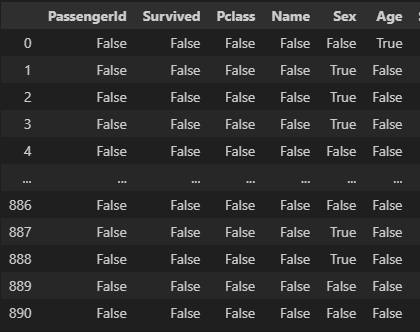 PassengerId Survived Pclass Name Sex Age
0 False False False False False True
1 False False False False True False
2 False False False False True False
3 False False False False True False
4 False False False False False False
... ... ... ... ... ... ...
886 False False False False False False
887 False False False False True False
888 False False False False True False
889 False False False False False False
890 False False False False False False